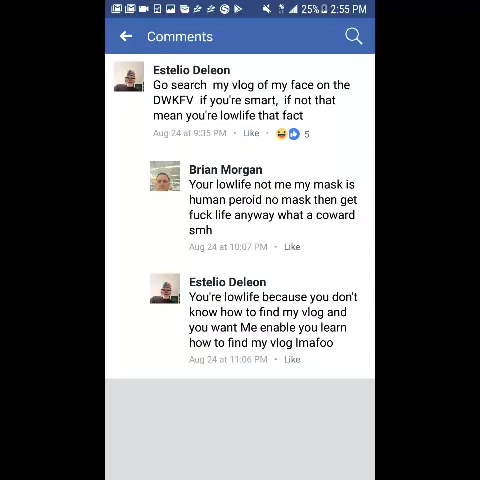 25% 2:55 PM
Comments
Estelio Deleon
Go search my vlog of my face on the
DWKFV if you're smart, if not that
mean you're lowlife that fact
Aug 24 at 9:35 PM • Like • 5
Brian Morgan
Your lowlife not me my mask is
human peroid no mask then get
fuck life anyway what a coward
smh
Aug 24 at 10:07 PM • Like
Estelio Deleon
You're lowlife because you don't
know how to find my vlog and
you want Me enable you learn
how to find my vlog lmafoo
Aug 24 at 11:06 PM • Like